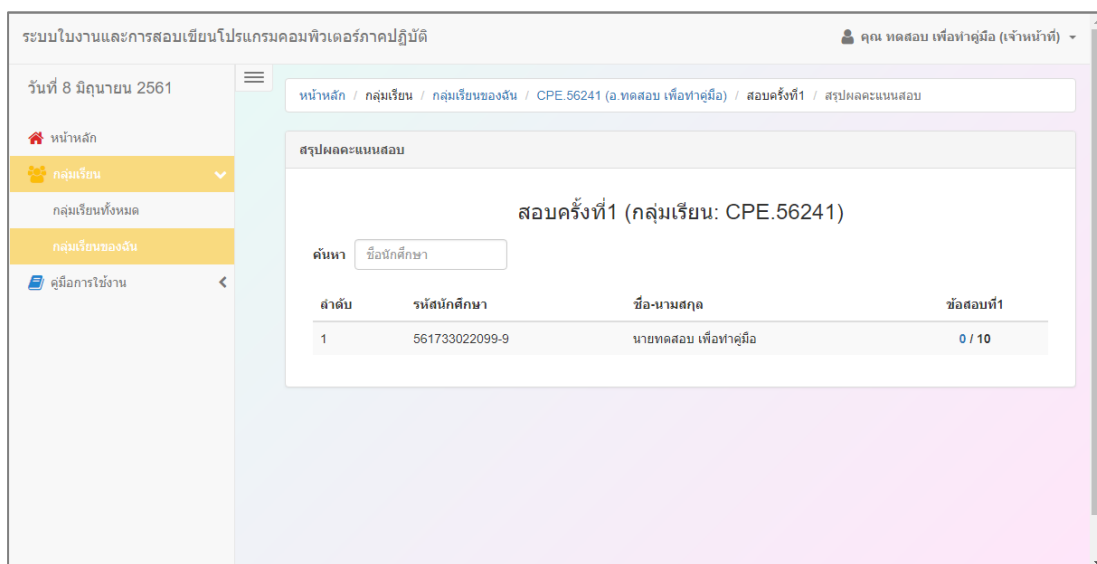 ระบบใบงานและการสอบเขียนโปรแกรมคอมพิวเตอร์ภาคปฏิบัติ
คุณ ทดสอบ เพื่อทำคู่มือ (เจ้าหน้าที่)
วันที่ 8 มิถุนายน 2561
หน้าหลัก / กลุ่มเรียน / กลุ่มเรียนของฉัน / CPE.56241 (อ.ทดสอบ เพื่อทำคู่มือ) / สอบครั้งที่1 / สรุปผลคะแนนสอบ
หน้าหลัก
กลุ่มเรียน
กลุ่มเรียนทั้งหมด
กลุ่มเรียนของฉัน
คู่มือการใช้งาน
สรุปผลคะแนนสอบ
สอบครั้งที่1 (กลุ่มเรียน: CPE.56241)
ค้นหา ชื่อนักศึกษา
ลำดับ รหัสนักศึกษา ชื่อ-นามสกุล ข้อสอบที่1
1 561733022099-9 นายทดสอบ เพื่อทำคู่มือ 0 / 10